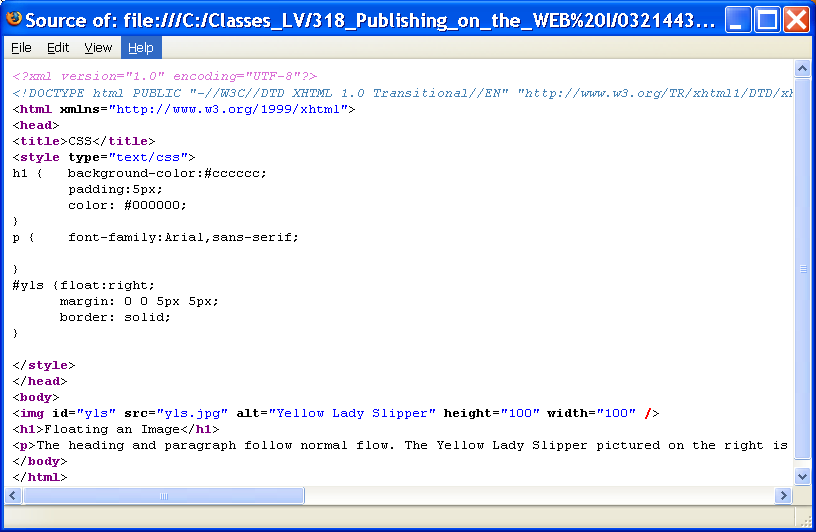 Source of: file:///C:/Classes_LV/318_Publishing_on_the_WEB%20I/0321443...
File Edit View Help
<?xml version="1.0" encoding="UTF-8"?>
<!DOCTYPE html PUBLIC "-//W3C//DTD XHTML 1.0 Transitional//EN" "http://www.w3.org/TR/xhtml1/DTD/xh
<html xmlns="http://www.w3.org/1999/xhtml">
<head>
<title>CSS</title>
<style type="text/css">
h1 {   background-color:#cccccc;
       padding:5px;
       color: #000000;
}
p {    font-family:Arial,sans-serif;
}
#yls {float:right;
      margin: 0 0 5px 5px;
      border: solid;
}
</style>
</head>
<body>
<img id="yls" src="yls.jpg" alt="Yellow Lady Slipper" height="100" width="100" />
<h1>Floating an Image</h1>
<p>The heading and paragraph follow normal flow. The Yellow Lady Slipper pictured on the right is
</body>
</html>